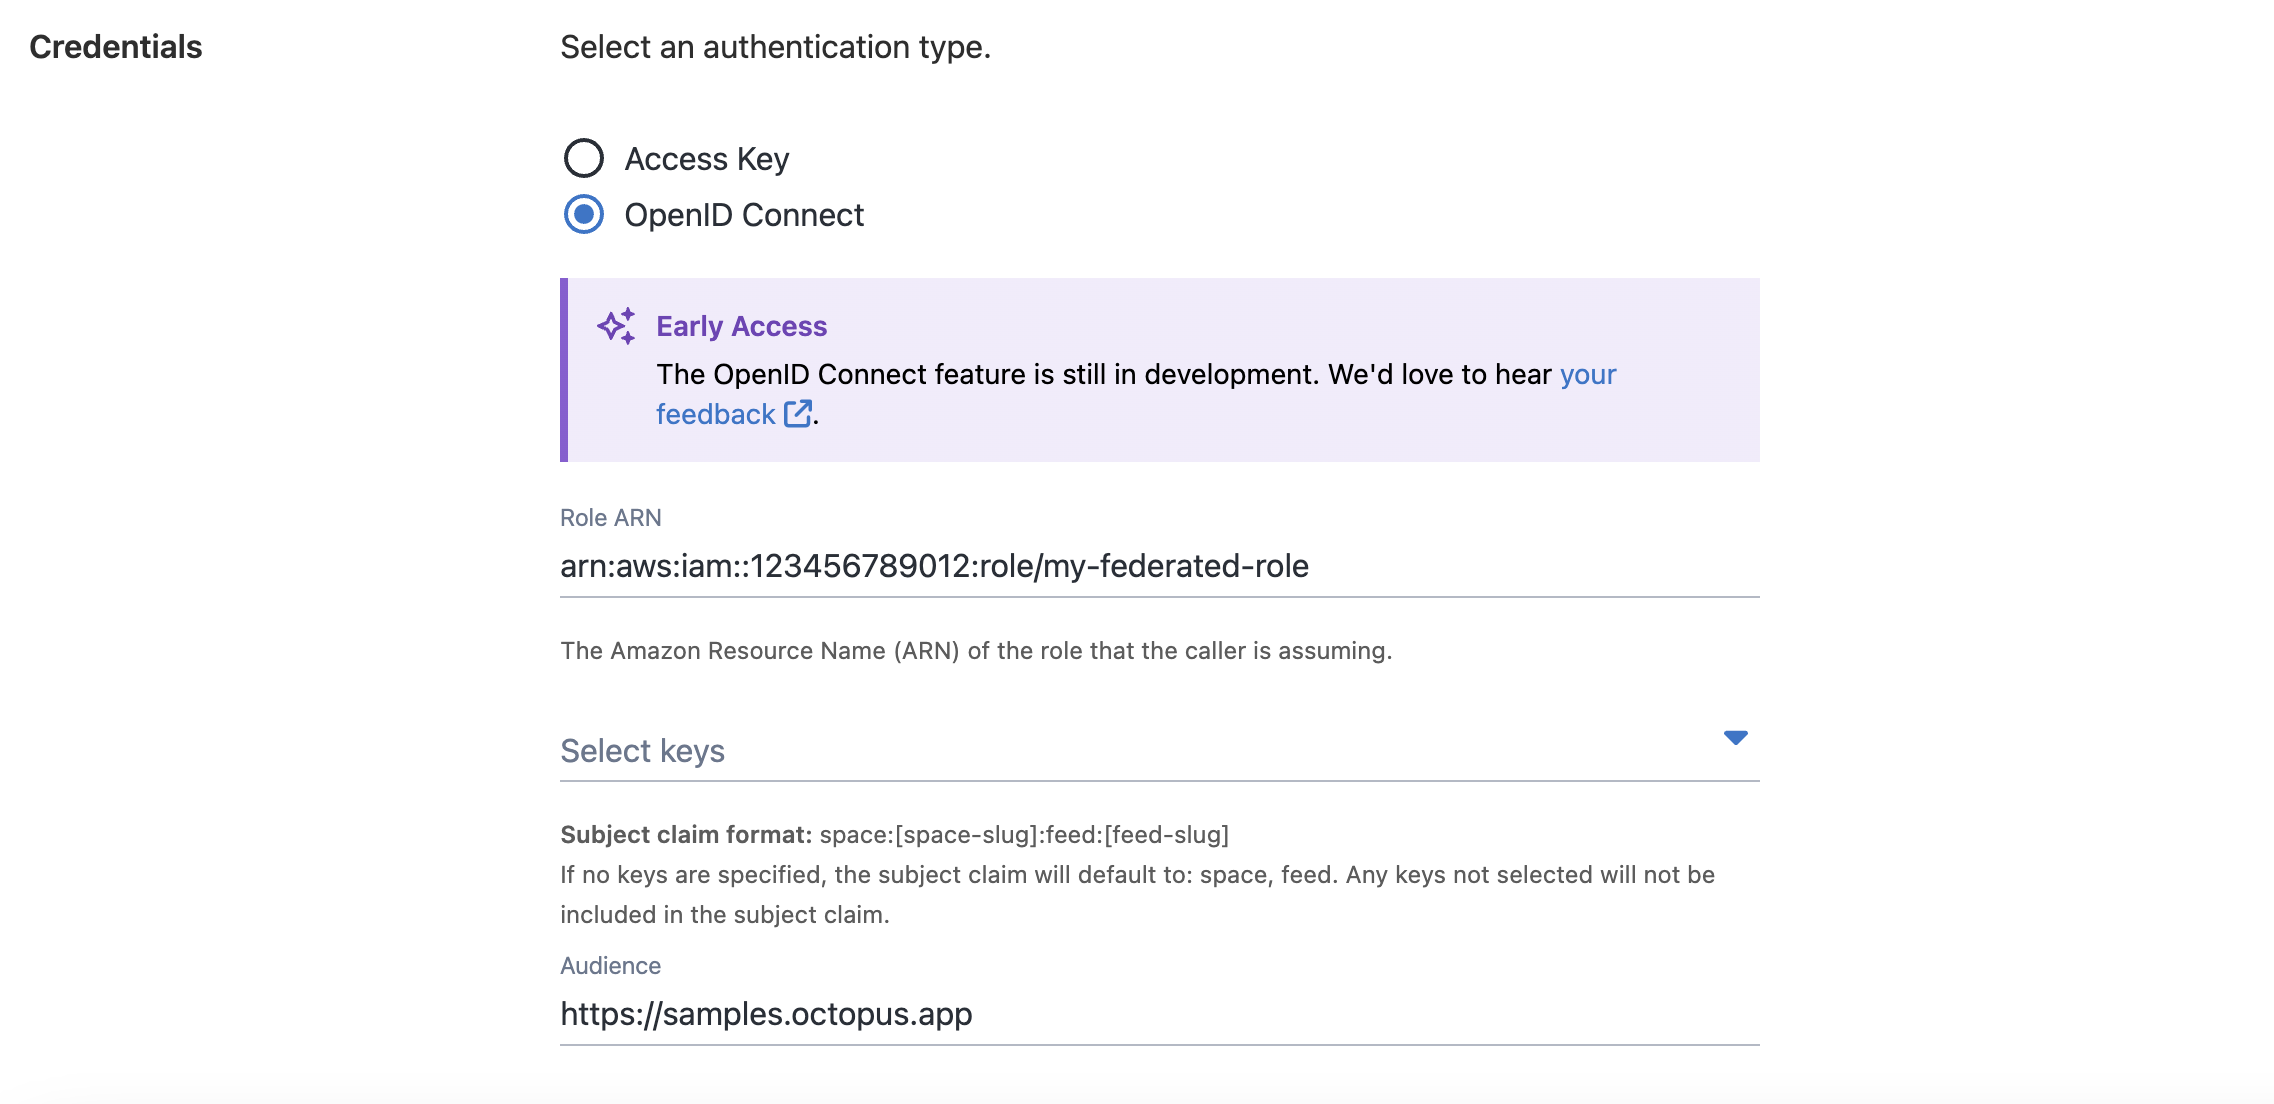 Credentials
Select an authentication type.
Access Key
OpenID Connect
Early Access
The OpenID Connect feature is still in development. We'd love to hear your
feedback.
Role ARN
arn:aws:iam::123456789012:role/my-federated-role
The Amazon Resource Name (ARN) of the role that the caller is assuming.
Select keys
Subject claim format: space:[space-slug]:feed:[feed-slug]
If no keys are specified, the subject claim will default to: space, feed. Any keys not selected will not be
included in the subject claim.
Audience
https://samples.octopus.app